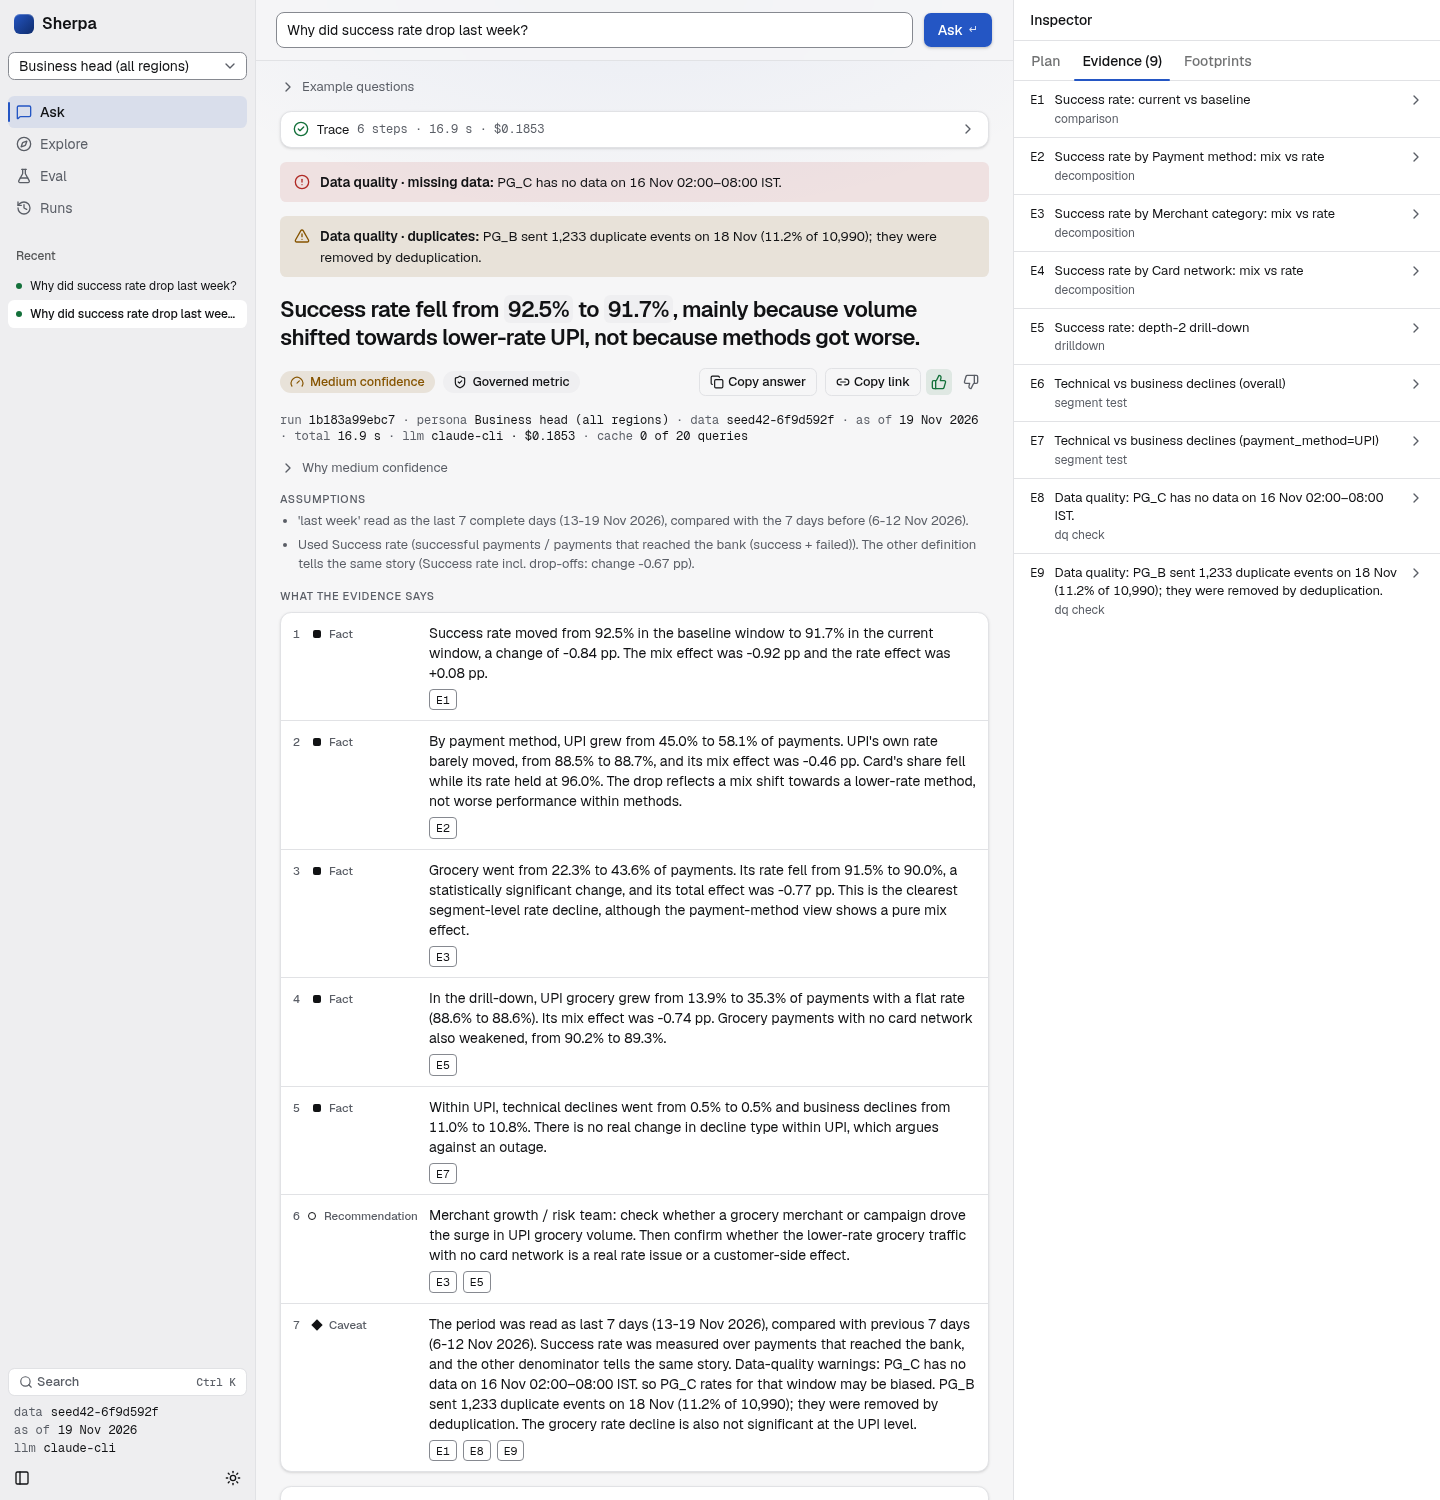 Sherpa
Business head (all regions)
Ask
Explore
Eval
Runs
Recent
Why did success rate drop last week?
Why did success rate drop last wee...
Search
Ctrl K
data seed42-6f9d592f
as of 19 Nov 2026
llm claude-cli
Why did success rate drop last week?
Ask ↵
Example questions
Trace 6 steps · 16.9 s · $0.1853
Data quality · missing data: PG_C has no data on 16 Nov 02:00–08:00 IST.
Data quality · duplicates: PG_B sent 1,233 duplicate events on 18 Nov (11.2% of 10,990); they were
removed by deduplication.
Success rate fell from 92.5% to 91.7%, mainly because volume
shifted towards lower-rate UPI, not because methods got worse.
Medium confidence
Governed metric
Copy answer
Copy link
run 1b183a99ebc7 · persona Business head (all regions) · data seed42-6f9d592f · as of 19 Nov 2026
· total 16.9 s · llm claude-cli · $0.1853 · cache 0 of 20 queries
Why medium confidence
ASSUMPTIONS
• 'last week' read as the last 7 complete days (13-19 Nov 2026), compared with the 7 days before (6-12 Nov 2026).
• Used Success rate (successful payments / payments that reached the bank (success + failed)). The other definition
tells the same story (Success rate incl. drop-offs: change -0.67 pp).
WHAT THE EVIDENCE SAYS
1 Fact
Success rate moved from 92.5% in the baseline window to 91.7% in the current
window, a change of -0.84 pp. The mix effect was -0.92 pp and the rate effect was
+0.08 pp.
E1
2 Fact
By payment method, UPI grew from 45.0% to 58.1% of payments. UPI's own rate
barely moved, from 88.5% to 88.7%, and its mix effect was -0.46 pp. Card's share fell
while its rate held at 96.0%. The drop reflects a mix shift towards a lower-rate method,
not worse performance within methods.
E2
3 Fact
Grocery went from 22.3% to 43.6% of payments. Its rate fell from 91.5% to 90.0%, a
statistically significant change, and its total effect was -0.77 pp. This is the clearest
segment-level rate decline, although the payment-method view shows a pure mix
effect.
E3
4 Fact
In the drill-down, UPI grocery grew from 13.9% to 35.3% of payments with a flat rate
(88.6% to 88.6%). Its mix effect was -0.74 pp. Grocery payments with no card network
also weakened, from 90.2% to 89.3%.
E5
5 Fact
Within UPI, technical declines went from 0.5% to 0.5% and business declines from
11.0% to 10.8%. There is no real change in decline type within UPI, which argues
against an outage.
E7
6 Recommendation
Merchant growth / risk team: check whether a grocery merchant or campaign drove
the surge in UPI grocery volume. Then confirm whether the lower-rate grocery traffic
with no card network is a real rate issue or a customer-side effect.
E3 E5
7 Caveat
The period was read as last 7 days (13-19 Nov 2026), compared with previous 7 days
(6-12 Nov 2026). Success rate was measured over payments that reached the bank,
and the other denominator tells the same story. Data-quality warnings: PG_C has no
data on 16 Nov 02:00–08:00 IST. so PG_C rates for that window may be biased. PG_B
sent 1,233 duplicate events on 18 Nov (11.2% of 10,990); they were removed by
deduplication. The grocery rate decline is also not significant at the UPI level.
E1 E8 E9
Inspector
Plan
Evidence (9)
Footprints
E1 Success rate: current vs baseline
comparison
E2 Success rate by Payment method: mix vs rate
decomposition
E3 Success rate by Merchant category: mix vs rate
decomposition
E4 Success rate by Card network: mix vs rate
decomposition
E5 Success rate: depth-2 drill-down
drilldown
E6 Technical vs business declines (overall)
segment test
E7 Technical vs business declines (payment_method=UPI)
segment test
E8 Data quality: PG_C has no data on 16 Nov 02:00–08:00
IST.
dq check
E9 Data quality: PG_B sent 1,233 duplicate events on 18 Nov
(11.2% of 10,990); they were removed by deduplication.
dq check